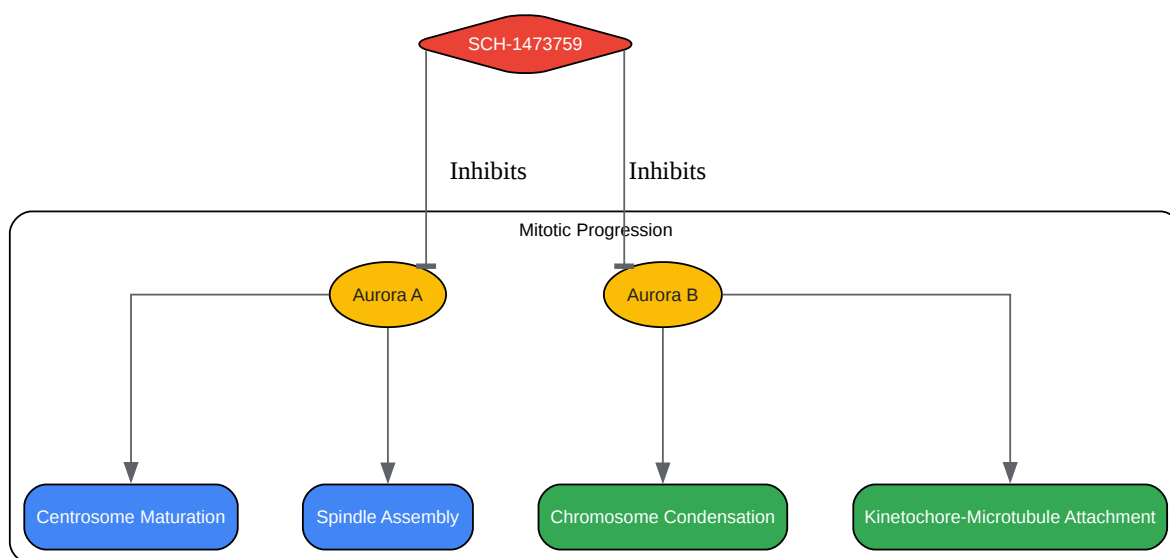 SCH-1473759
Inhibits
Inhibits
Mitotic Progression
Aurora A
Aurora B
Centrosome Maturation
Spindle Assembly
Chromosome Condensation
Kinetochore-Microtubule Attachment